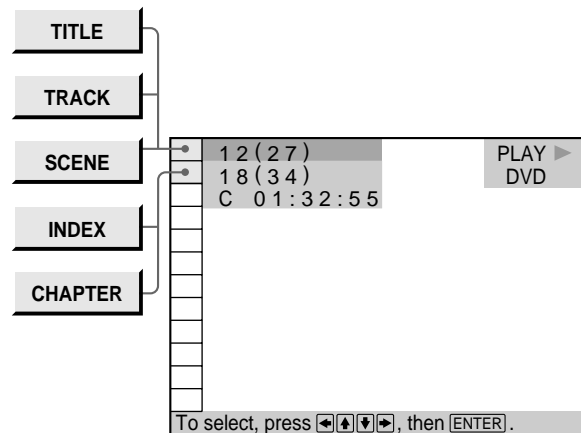 TITLE
TRACK
SCENE
INDEX
CHAPTER
12(27)
18(34)
C 01:32:55
PLAY ▶
DVD
To select, press ←↑↓→, then ENTER.